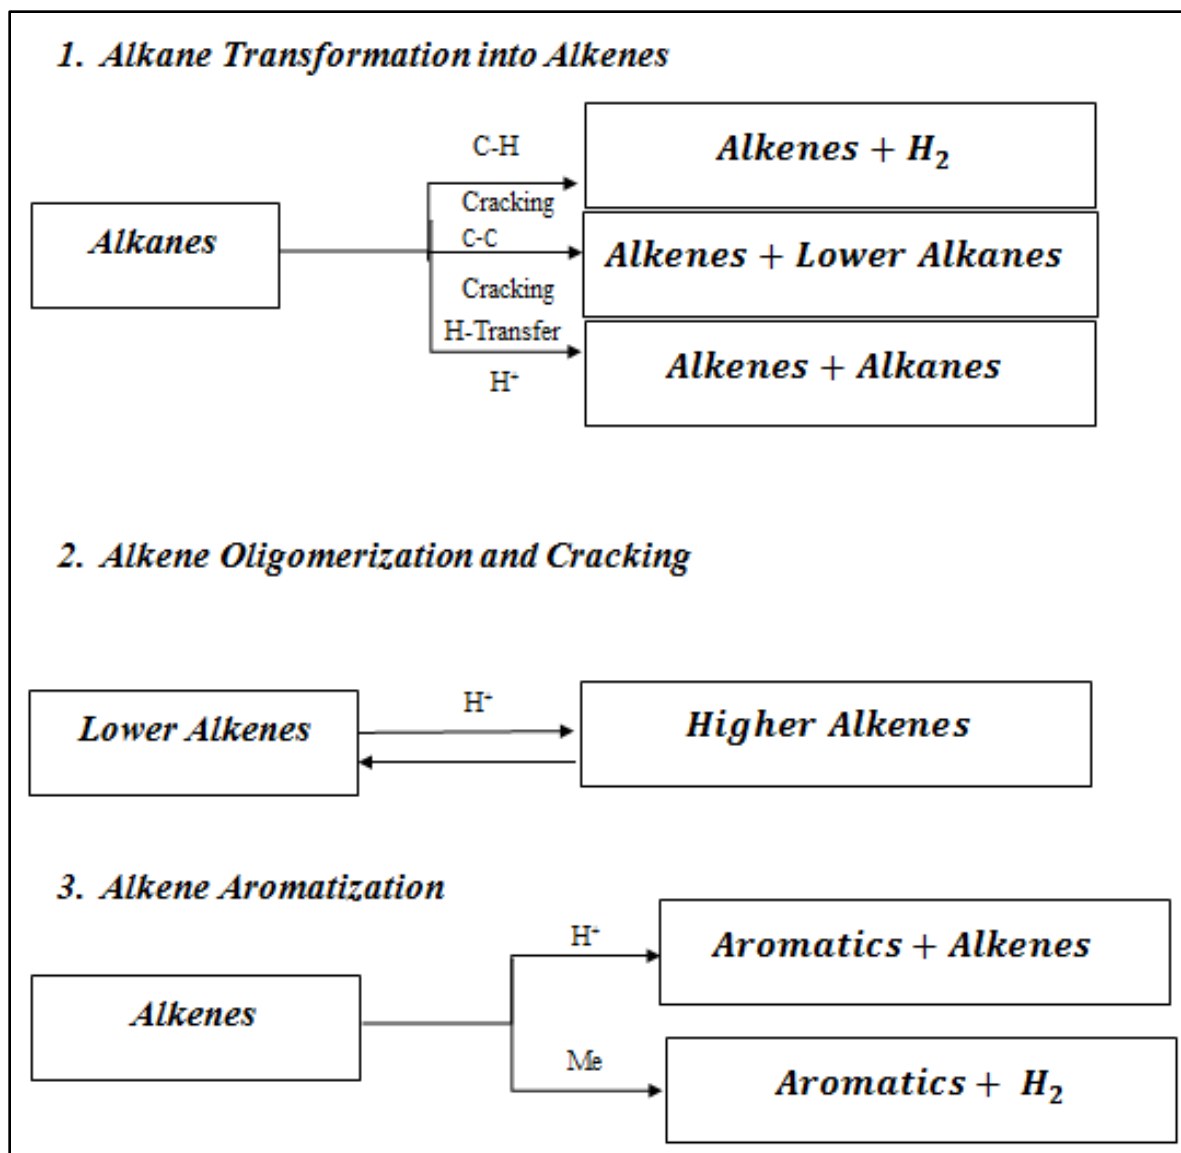 1. Alkane Transformation into Alkenes
C-H
Alkenes + H₂
Cracking
Alkanes
C-C
Alkenes + Lower Alkanes
Cracking
H-Transfer
Alkenes + Alkanes
H⁺
2. Alkene Oligomerization and Cracking
Lower Alkenes
H⁺
Higher Alkenes
3. Alkene Aromatization
H⁺
Aromatics + Alkenes
Alkenes
Me
Aromatics + H₂